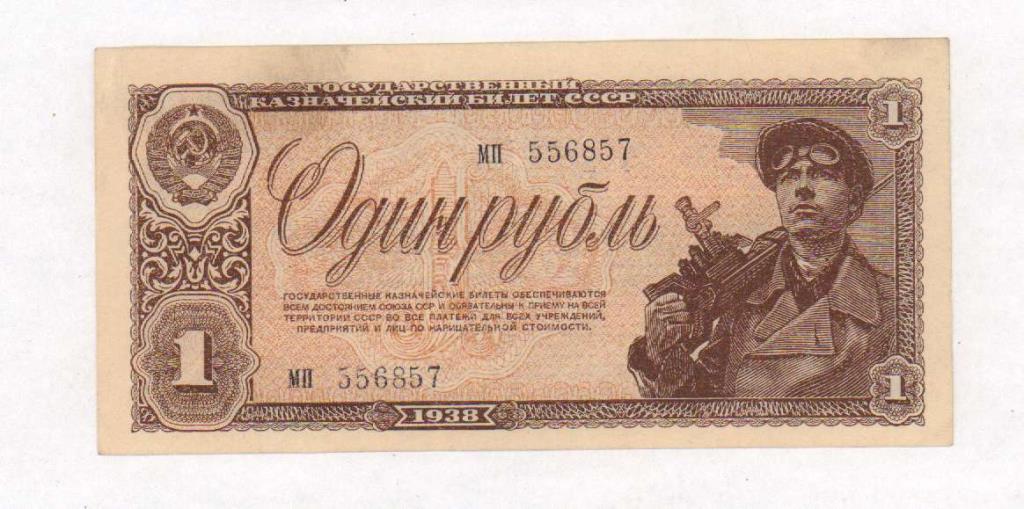 ГОСУДАРСТВЕННЫЙ
КАЗНАЧЕЙСКИЙ БИЛЕТ СССР
1
МП 556857
Один рубль
ГОСУДАРСТВЕННЫЕ КАЗНАЧЕЙСКИЕ БИЛЕТЫ ОБЕСПЕЧИВАЮТСЯ
ВСЕМ ДОСТОЯНИЕМ СОЮЗА ССР И ОБЯЗАТЕЛЬНЫ К ПРИЕМУ НА ВСЕЙ
ТЕРРИТОРИИ СССР ВО ВСЕ ПЛАТЕЖИ ДЛЯ ВСЕХ УЧРЕЖДЕНИЙ,
ПРЕДПРИЯТИЙ И ЛИЦ ПО НАРИЦАТЕЛЬНОЙ СТОИМОСТИ.
1
МП 556857
1
1938